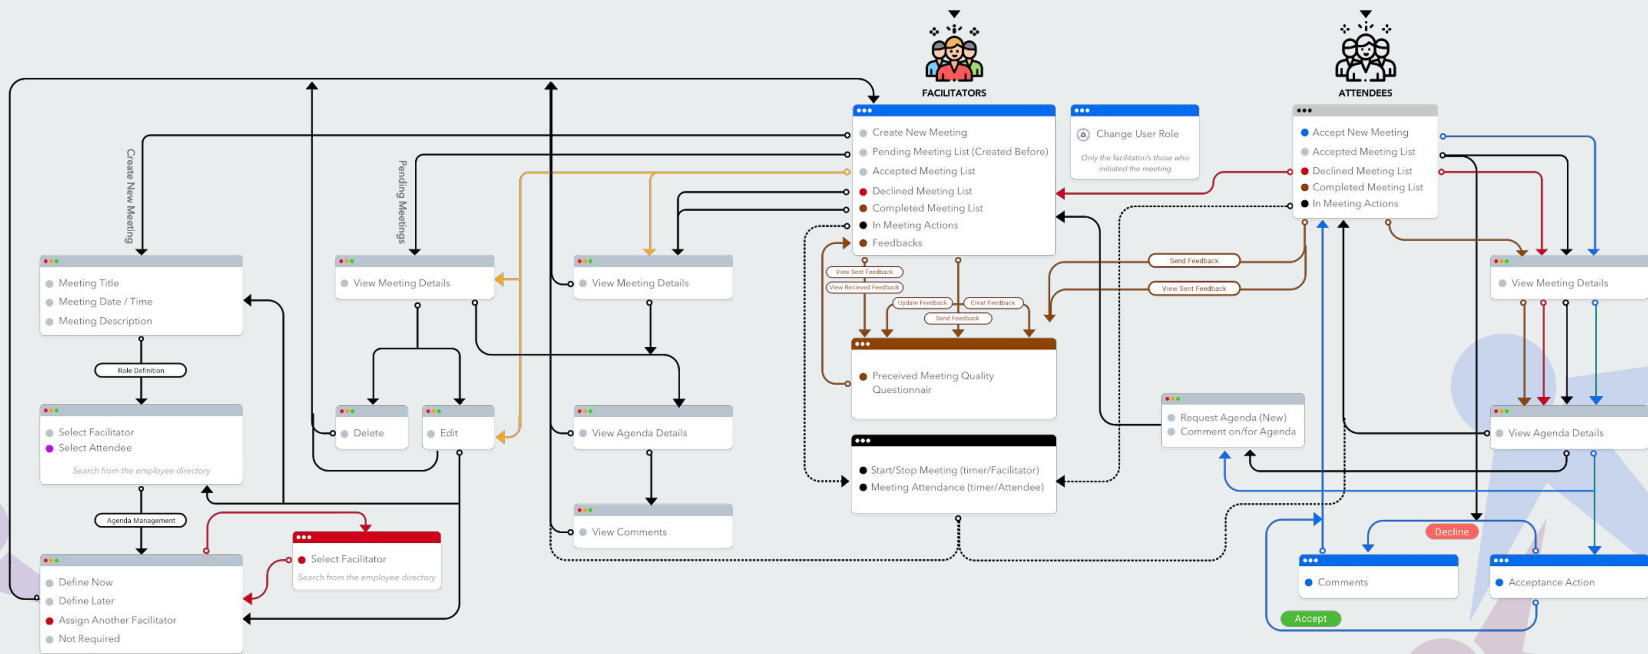 FACILITATORS
ATTENDEES
Create New Meeting
Pending Meeting List (Created Before)
Accepted Meeting List
Declined Meeting List
Completed Meeting List
In Meeting Actions
Feedbacks
Change User Role
Only the facilitator/s those who
initiated the meeting
Accept New Meeting
Accepted Meeting List
Declined Meeting List
Completed Meeting List
In Meeting Actions
Create New Meeting
Pending Meetings
Meeting Title
Meeting Date / Time
Meeting Description
View Meeting Details
View Meeting Details
View Sent Feedback
View Recieved Feedback
Update Feedback
Creat Feedback
Send Feedback
Send Feedback
View Sent Feedback
View Meeting Details
Role Definition
Preceived Meeting Quality
Questionnair
Select Facilitator
Select Attendee
Search from the employee directory
Delete
Edit
View Agenda Details
Request Agenda (New)
Comment on/for Agenda
View Agenda Details
Start/Stop Meeting (timer/Facilitator)
Meeting Attendance (timer/Attendee)
Agenda Management
View Comments
Decline
Select Facilitator
Search from the employee directory
Define Now
Define Later
Assign Another Facilitator
Not Required
Comments
Acceptance Action
Accept